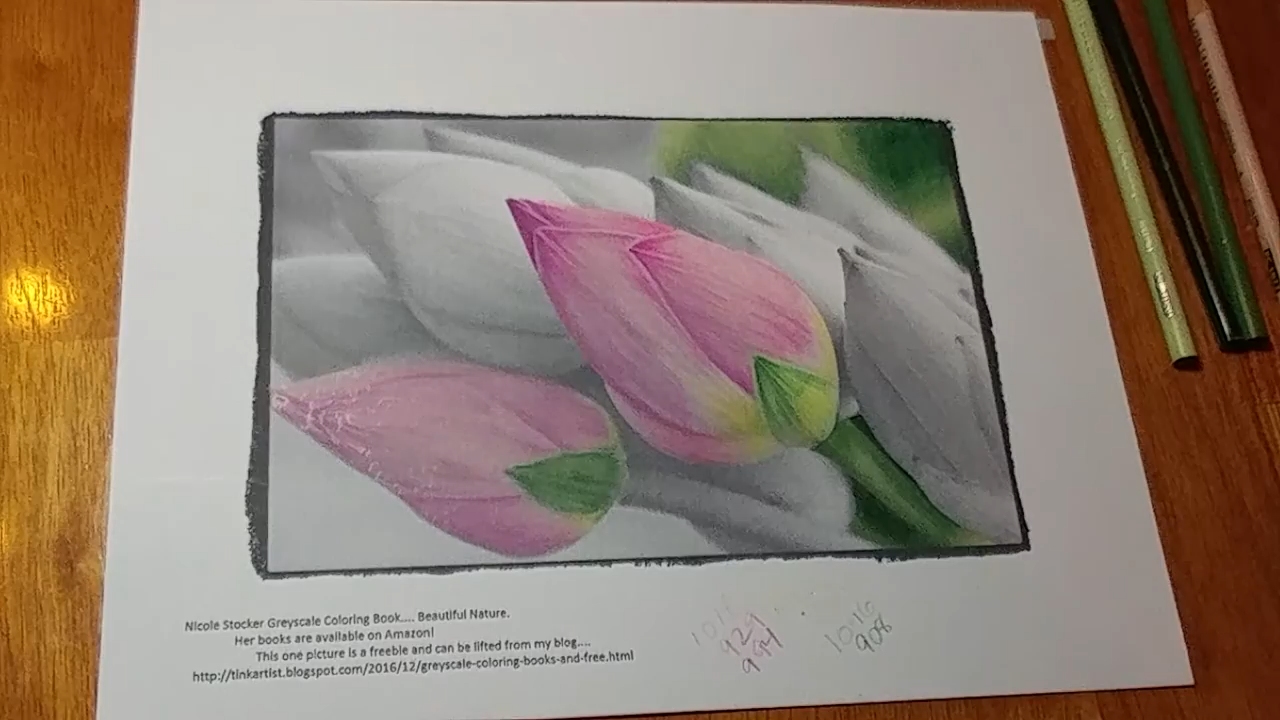 Nicole Stocker Greyscale Coloring Book.... Beautiful Nature.
Her books are available on Amazon!
This one picture is a freebie and can be lifted from my blog....
http://tinkartist.blogspot.com/2016/12/greyscale-coloring-books-and-free.html
929
994
1016
908